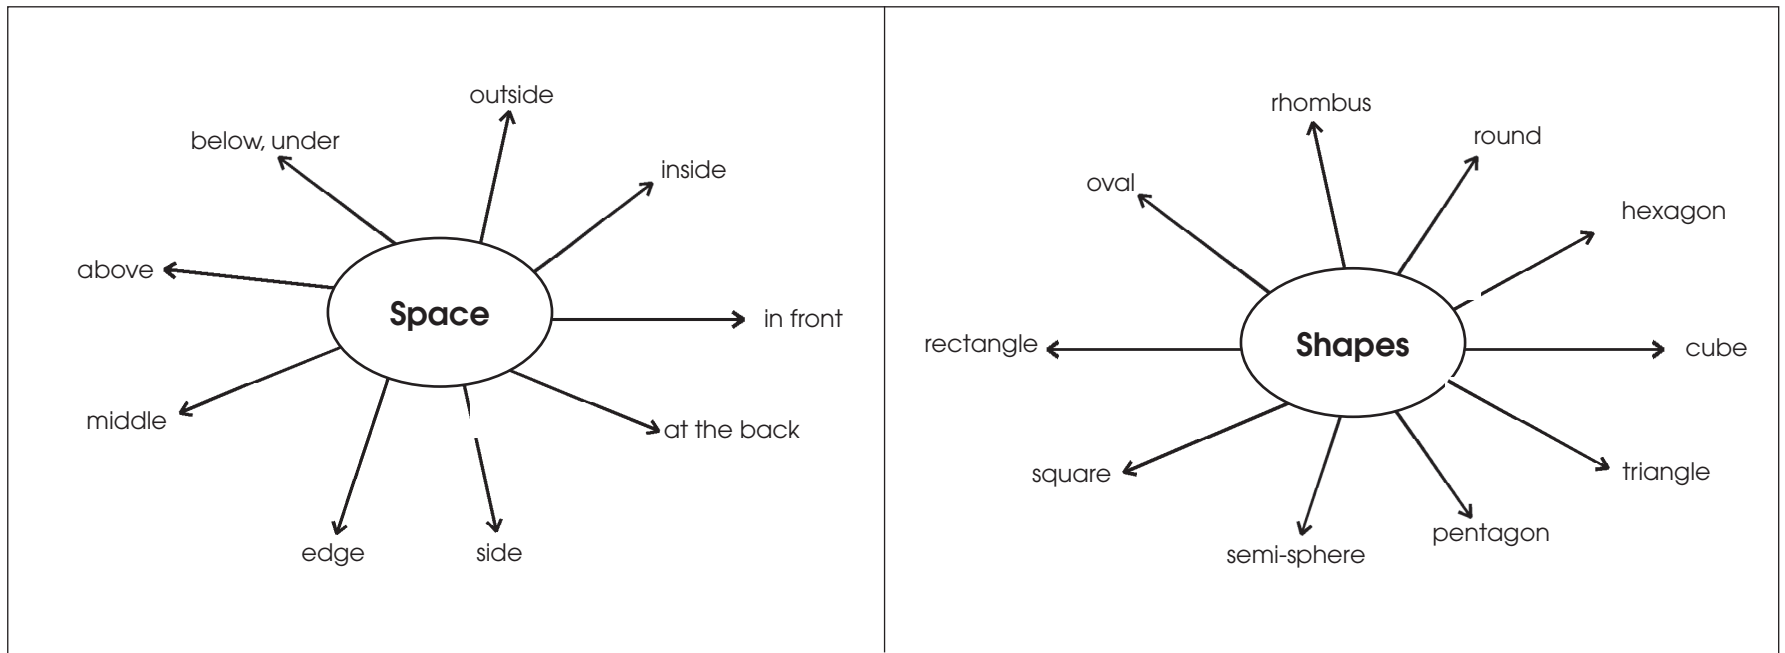 outside
below, under
inside
above
Space
in front
middle
at the back
edge
side
rhombus
round
oval
hexagon
rectangle
Shapes
cube
square
triangle
pentagon
semi-sphere